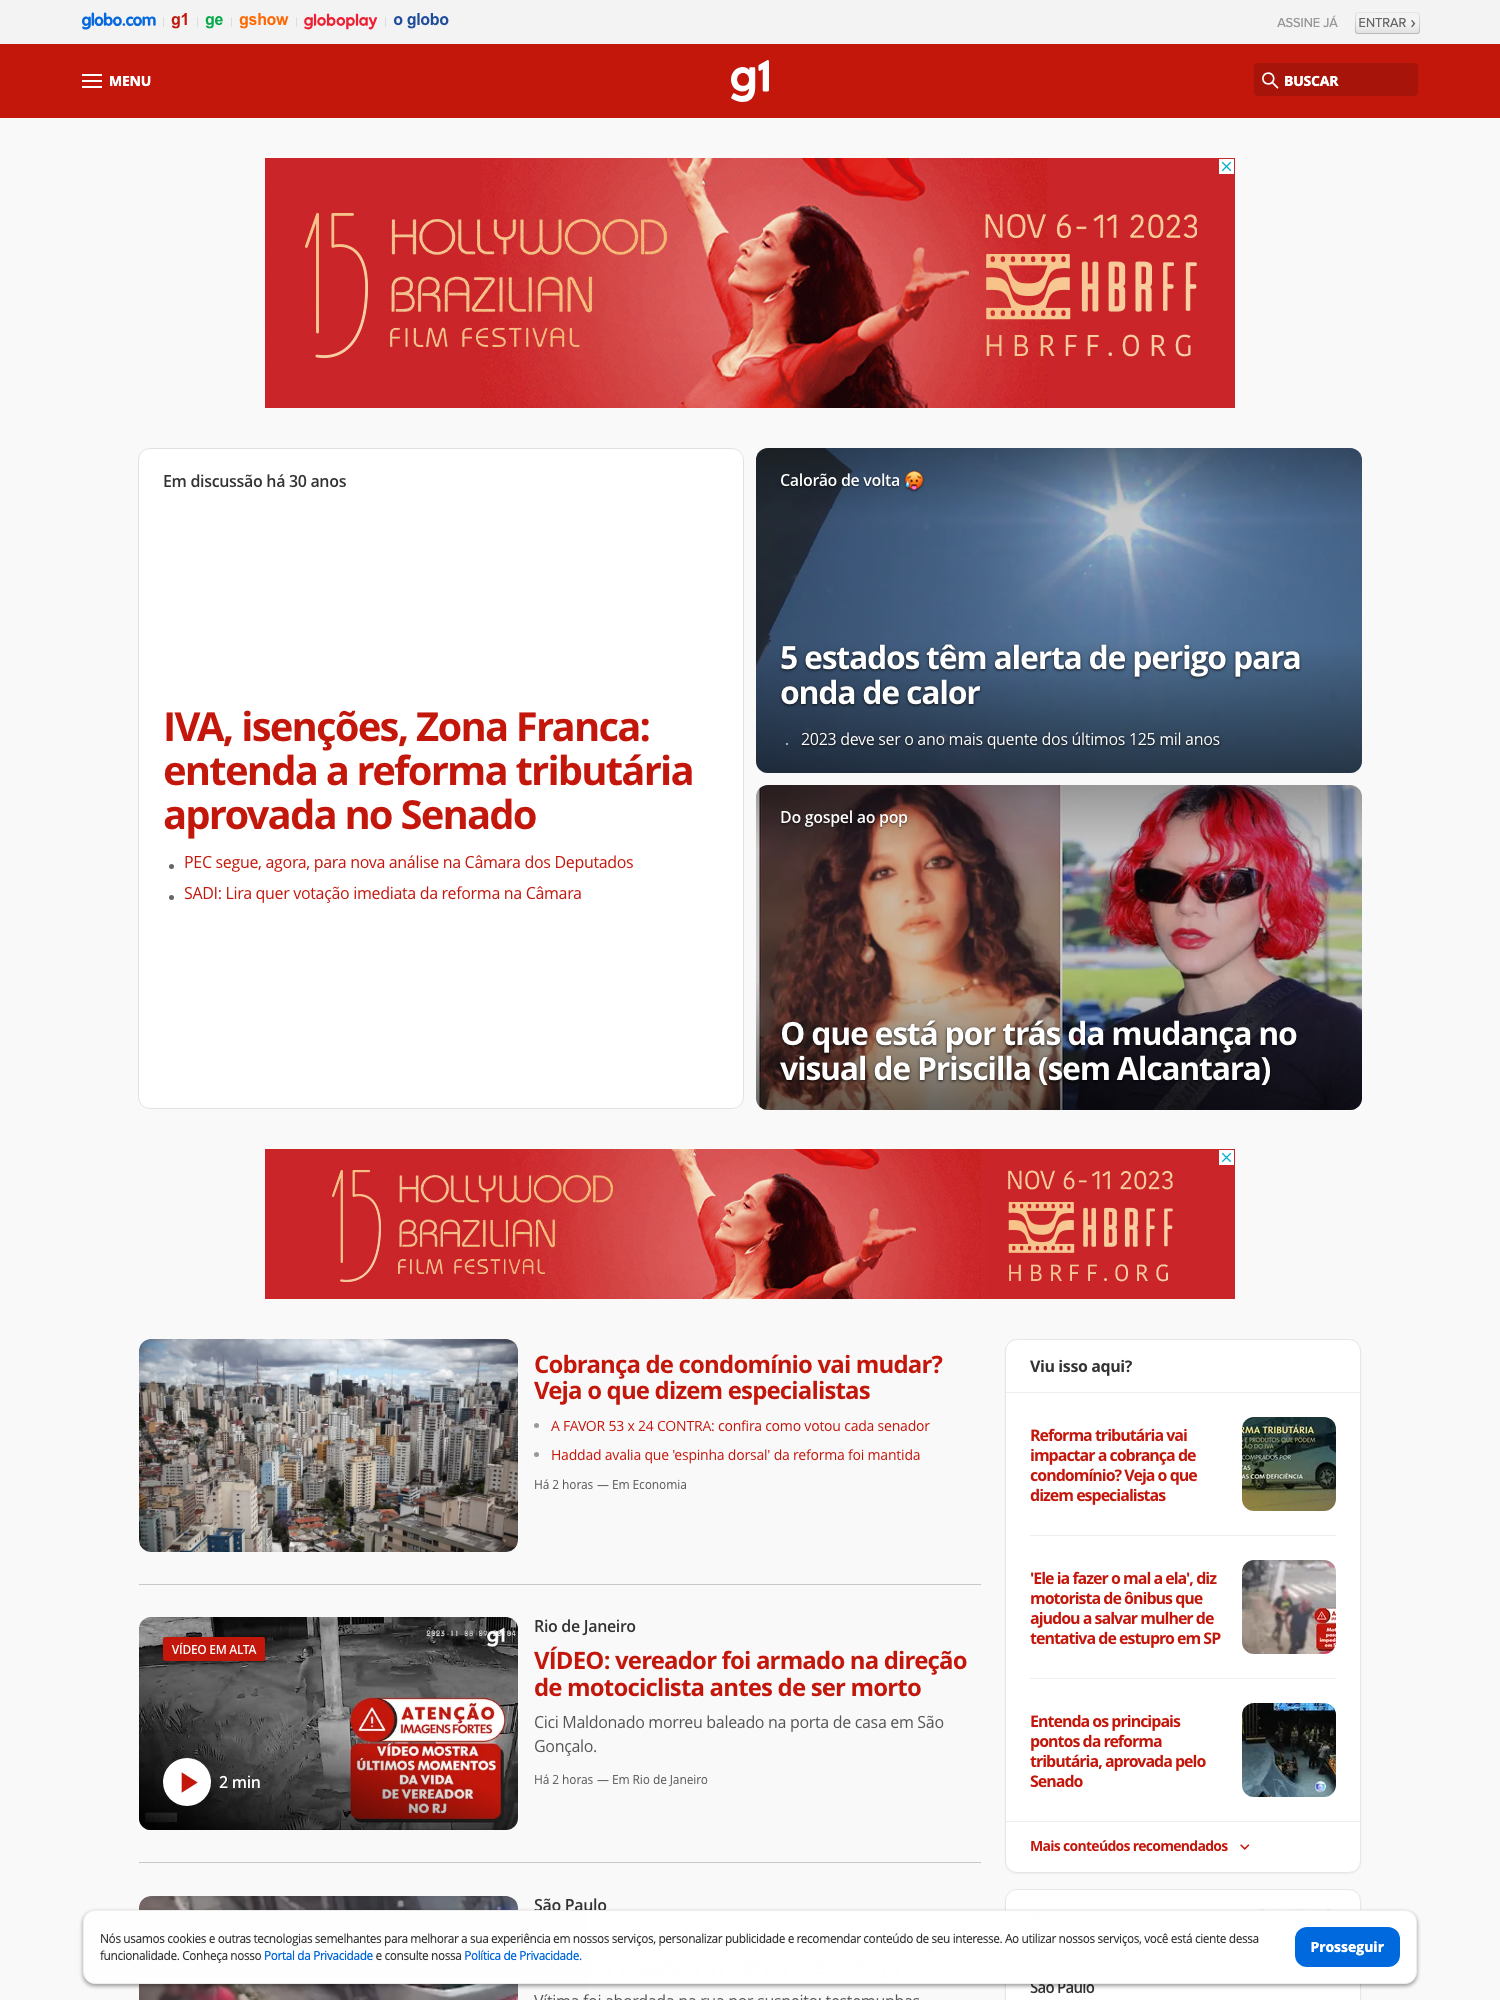 globo.com g1 ge gshow globoplay o globo
ASSINE JÁ ENTRAR ›
MENU
g1
BUSCAR
15 HOLLYWOOD
BRAZILIAN
FILM FESTIVAL
NOV 6-11 2023
HBRFF
HBRFF.ORG
Em discussão há 30 anos
IVA, isenções, Zona Franca:
entenda a reforma tributária
aprovada no Senado
PEC segue, agora, para nova análise na Câmara dos Deputados
SADI: Lira quer votação imediata da reforma na Câmara
Calorão de volta 🥵
5 estados têm alerta de perigo para
onda de calor
2023 deve ser o ano mais quente dos últimos 125 mil anos
Do gospel ao pop
O que está por trás da mudança no
visual de Priscilla (sem Alcantara)
15 HOLLYWOOD
BRAZILIAN
FILM FESTIVAL
NOV 6-11 2023
HBRFF
HBRFF.ORG
Cobrança de condomínio vai mudar?
Veja o que dizem especialistas
A FAVOR 53 x 24 CONTRA: confira como votou cada senador
Haddad avalia que 'espinha dorsal' da reforma foi mantida
Há 2 horas — Em Economia
VÍDEO EM ALTA
g1
ATENÇÃO
IMAGENS FORTES
VÍDEO MOSTRA
ÚLTIMOS MOMENTOS
DA VIDA
DE VEREADOR
NO RJ
2 min
Rio de Janeiro
VÍDEO: vereador foi armado na direção
de motociclista antes de ser morto
Cici Maldonado morreu baleado na porta de casa em São
Gonçalo.
Há 2 horas — Em Rio de Janeiro
São Paulo
Viu isso aqui?
Reforma tributária vai
impactar a cobrança de
condomínio? Veja o que
dizem especialistas
RMA TRIBUTÁRIA
E PRODUTOS QUE PODEM
ÇÃO DO IVA
COMPRADOS POR
TAS
AS COM DEFICIÊNCIA
'Ele ia fazer o mal a ela', diz
motorista de ônibus que
ajudou a salvar mulher de
tentativa de estupro em SP
Entenda os principais
pontos da reforma
tributária, aprovada pelo
Senado
Mais conteúdos recomendados
Nós usamos cookies e outras tecnologias semelhantes para melhorar a sua experiência em nossos serviços, personalizar publicidade e recomendar conteúdo de seu interesse. Ao utilizar nossos serviços, você está ciente dessa
funcionalidade. Conheça nosso Portal da Privacidade e consulte nossa Política de Privacidade.
Prosseguir
Vítima foi abordada na rua por suspeito; testemunhas
São Paulo